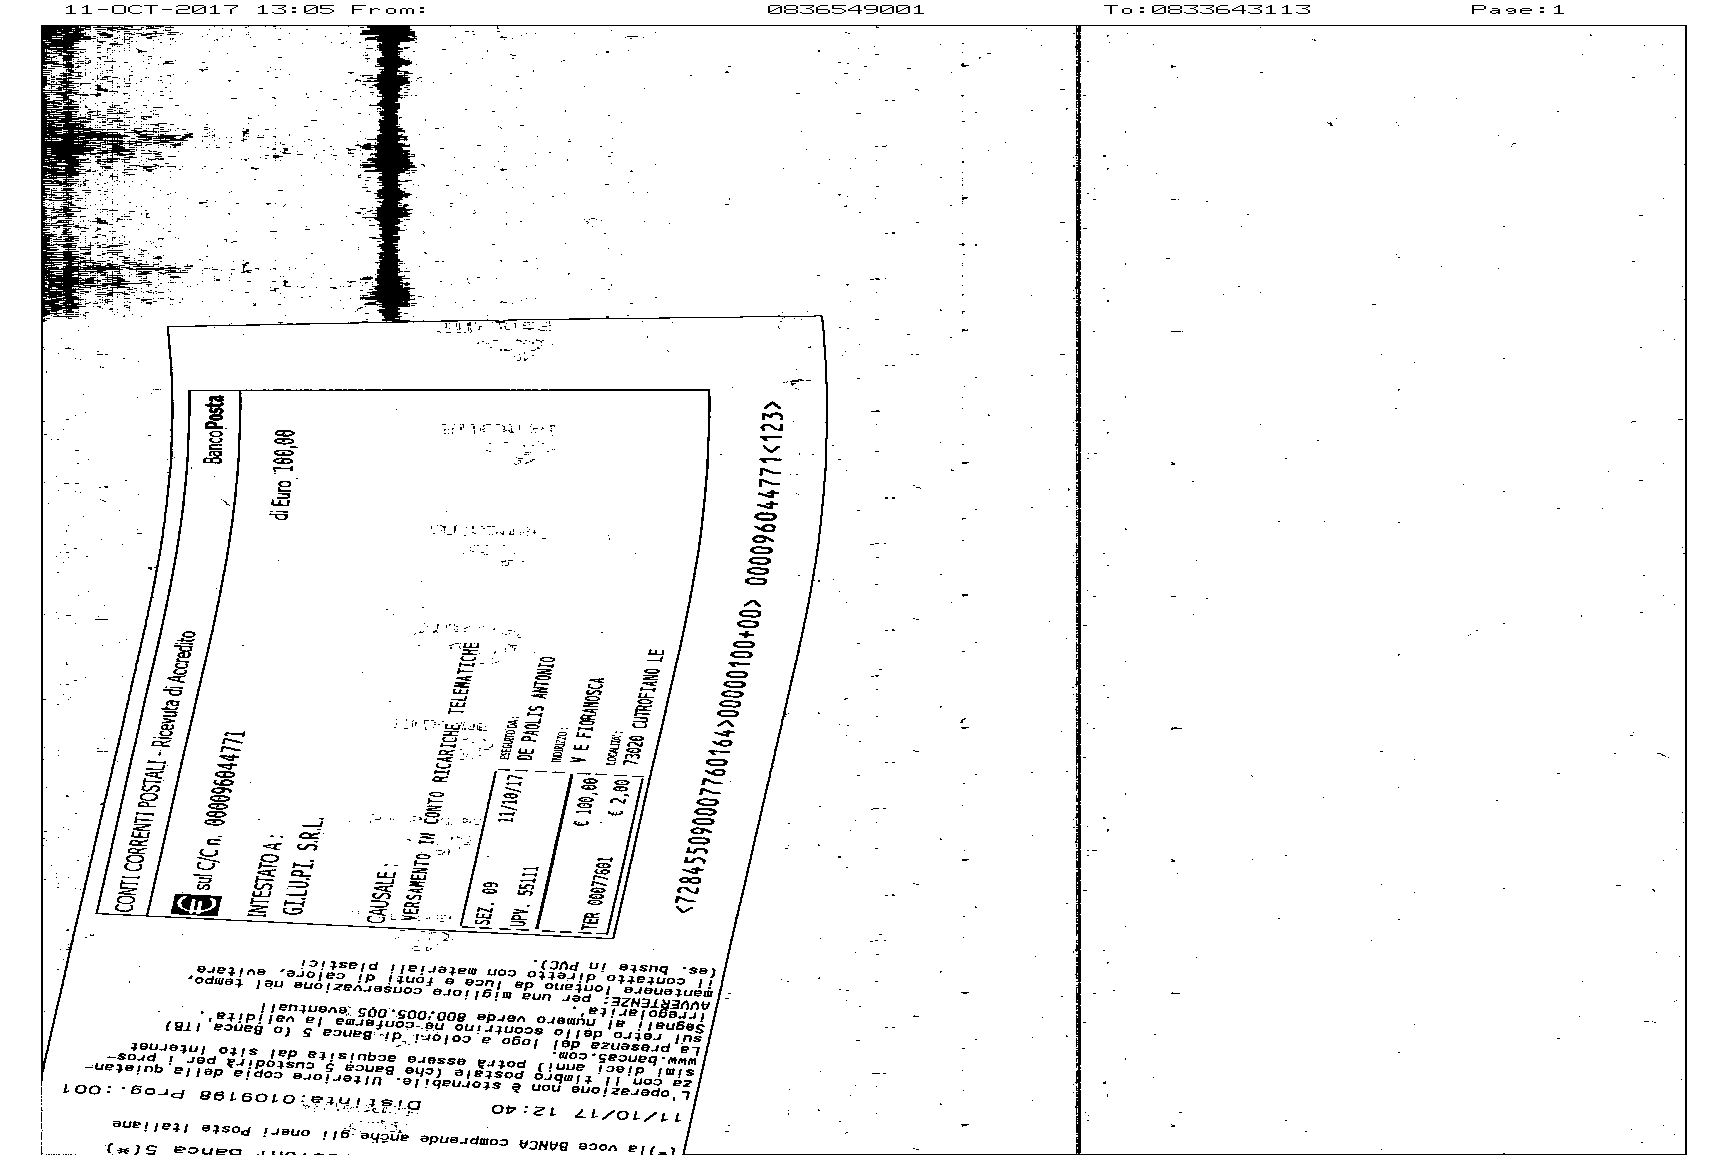 11-OCT-2017 13:05 From: 0836549001 To:0833643113 Page:1
CONTI CORRENTI POSTALI - Ricevuta di Accredito BancoPosta
sul C/C n. 000096044771 di Euro 100,00
INTESTATO A :
GI.LU.PI. S.R.L.
CAUSALE :
VERSAMENTO IN CONTO RICARICHE TELEMATICHE
SEZ. 09 11/10/17
UPV. 55111
€ 100,00
TER 00077601 € 2,00
ESEGUITO DA:
DE PAOLIS ANTONIO
INDIRIZZO:
V E FIORAMOSCA
LOCALITA':
73020 CUTROFIANO LE
<728455090007760164>00000100+00> 000096044771<123>
(*)la voce BANCA comprende anche gli oneri Poste Italiane
11/10/17 12:40 Distinta:0109198 Prog.:001
L'operazione non è stornabile. Ulteriore copia della quietan-
za con il timbro postale (che Banca 5 custodirà per i pros-
simi dieci anni) potrà essere acquisita dal sito internet
www.banca5.com.
La presenza del logo a colori di Banca 5 (o Banca ITB)
sul retro dello scontrino ne conferma la validita'.
Segnali al numero verde 800.005.005 eventuali
irregolarita'.
AVVERTENZE: per una migliore conservazione nel tempo,
mantenere lontano da luce e fonti di calore, evitare
il contatto diretto con materiali plastici
(es. buste in PVC).